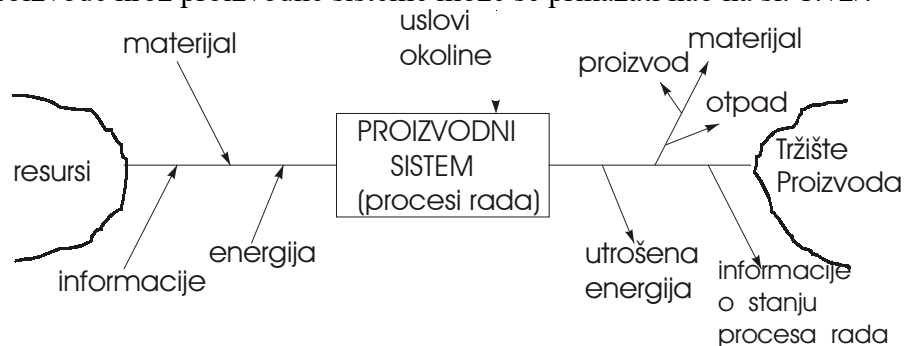 uslovi
okoline
materijal
materijal
proizvod
otpad
PROIZVODNI
SISTEM
(procesi rada)
resursi
Tržište
Proizvoda
energija
informacije
utrošena
energija
informacije
o stanju
procesa rada